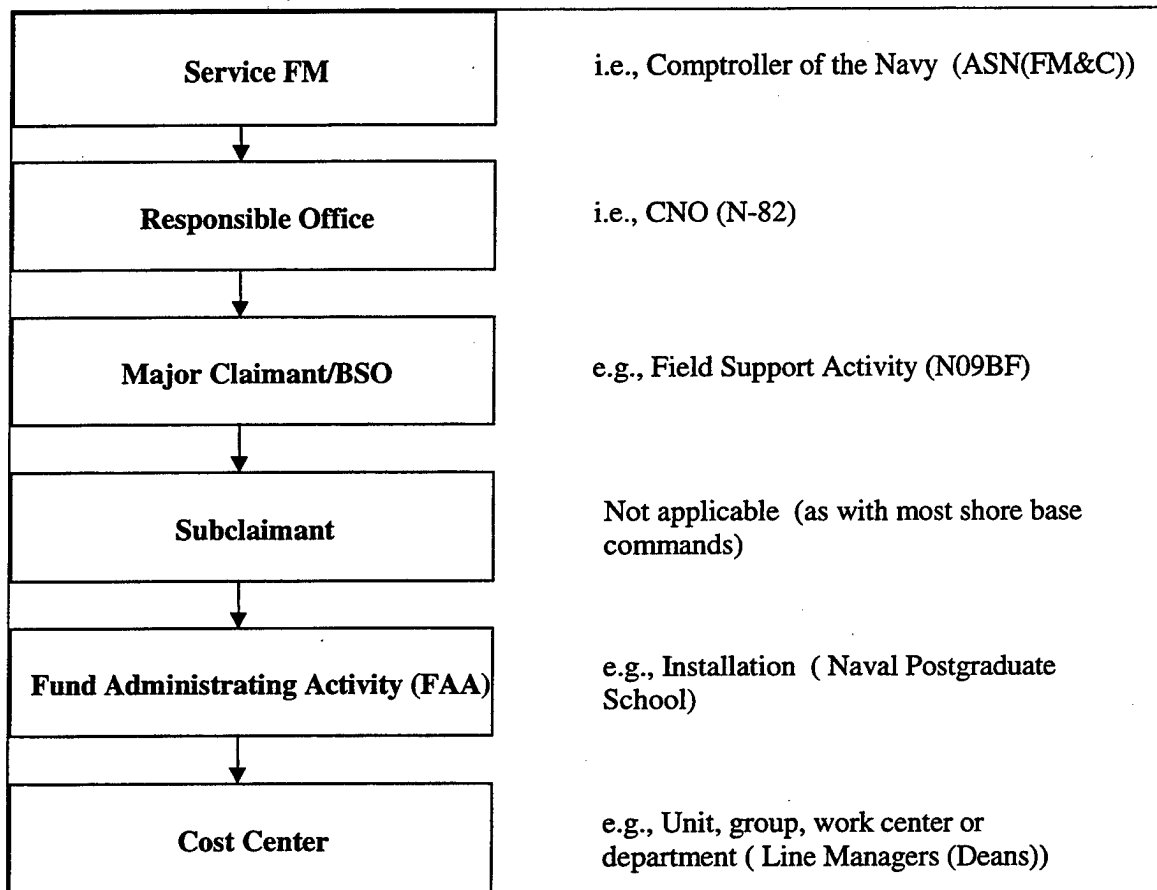 Service FM
i.e., Comptroller of the Navy (ASN(FM&C))
Responsible Office
i.e., CNO (N-82)
Major Claimant/BSO
e.g., Field Support Activity (N09BF)
Subclaimant
Not applicable (as with most shore base
commands)
Fund Administrating Activity (FAA)
e.g., Installation ( Naval Postgraduate
School)
Cost Center
e.g., Unit, group, work center or
department ( Line Managers (Deans))